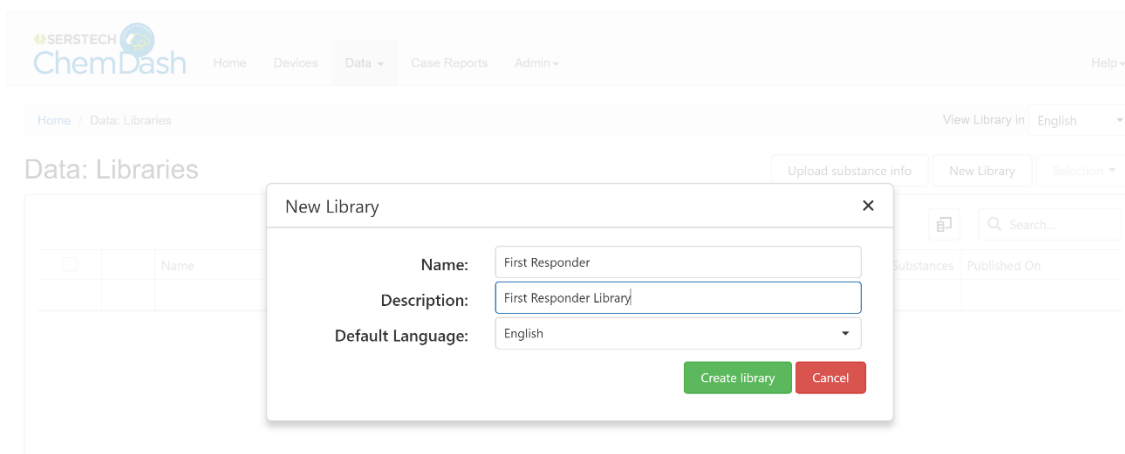 SERSTECH
ChemDash
Home Devices Data Case Reports Admin Help
Home / Data: Libraries View Library in English
Data: Libraries Upload substance info New Library Selection
New Library ×
Search...
Name Substances Published On
Name: First Responder
Description: First Responder Library
Default Language: English
Create library Cancel